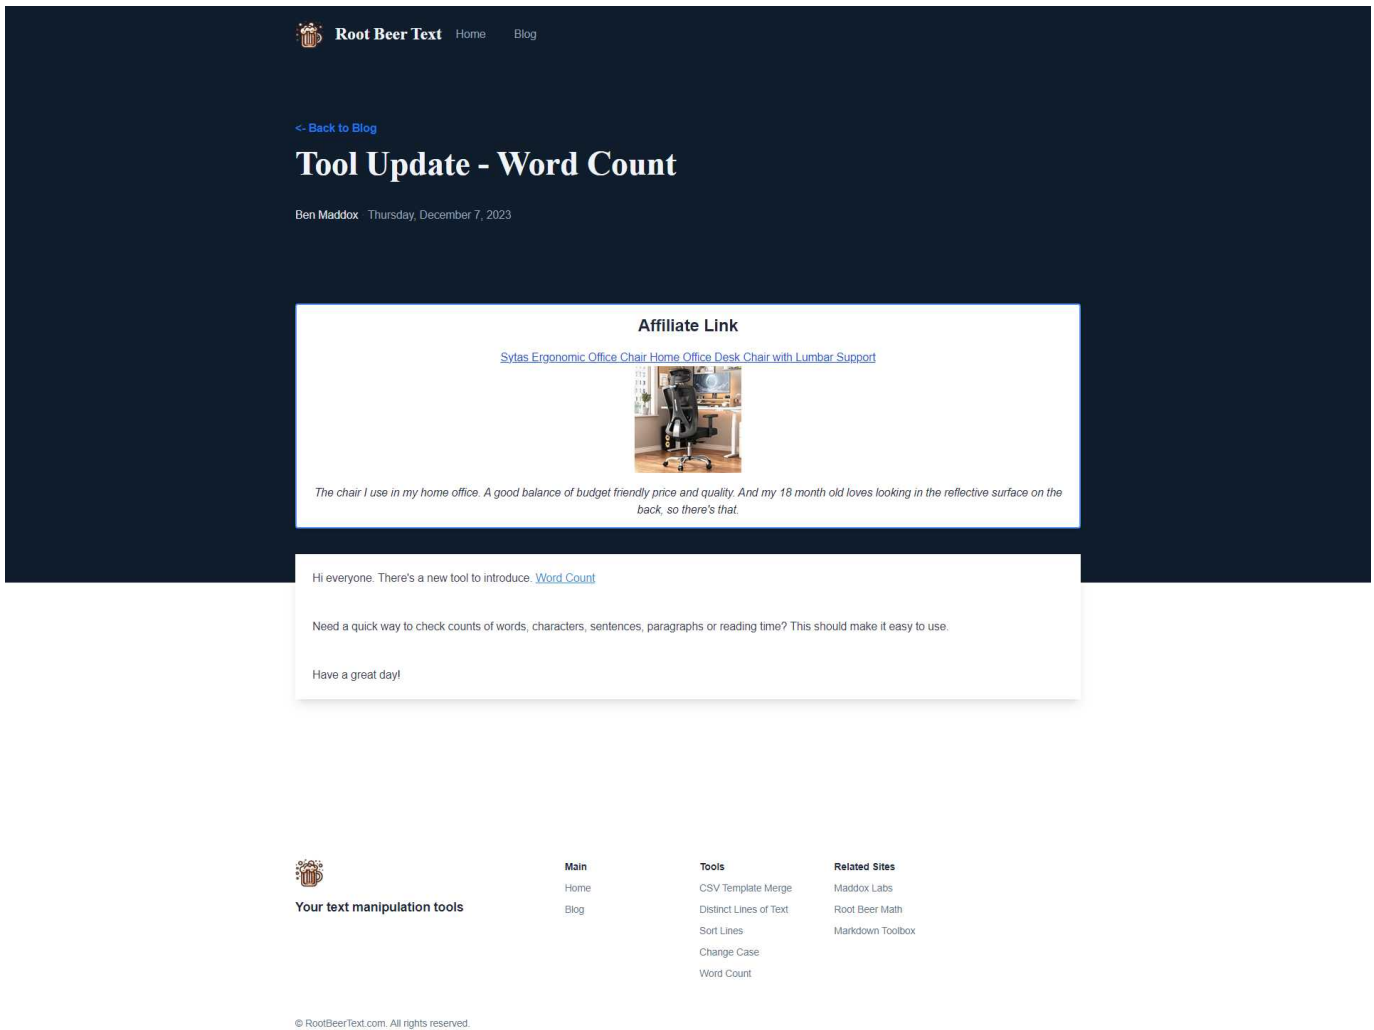 Root Beer Text
Home
Blog
<- Back to Blog
Tool Update - Word Count
Ben Maddox Thursday, December 7, 2023
Affiliate Link
Sytas Ergonomic Office Chair Home Office Desk Chair with Lumbar Support
The chair I use in my home office. A good balance of budget friendly price and quality. And my 18 month old loves looking in the reflective surface on the
back, so there's that.
Hi everyone. There's a new tool to introduce. Word Count
Need a quick way to check counts of words, characters, sentences, paragraphs or reading time? This should make it easy to use.
Have a great day!
Your text manipulation tools
Main
Home
Blog
Tools
CSV Template Merge
Distinct Lines of Text
Sort Lines
Change Case
Word Count
Related Sites
Maddox Labs
Root Beer Math
Markdown Toolbox
© RootBeerText.com. All rights reserved.